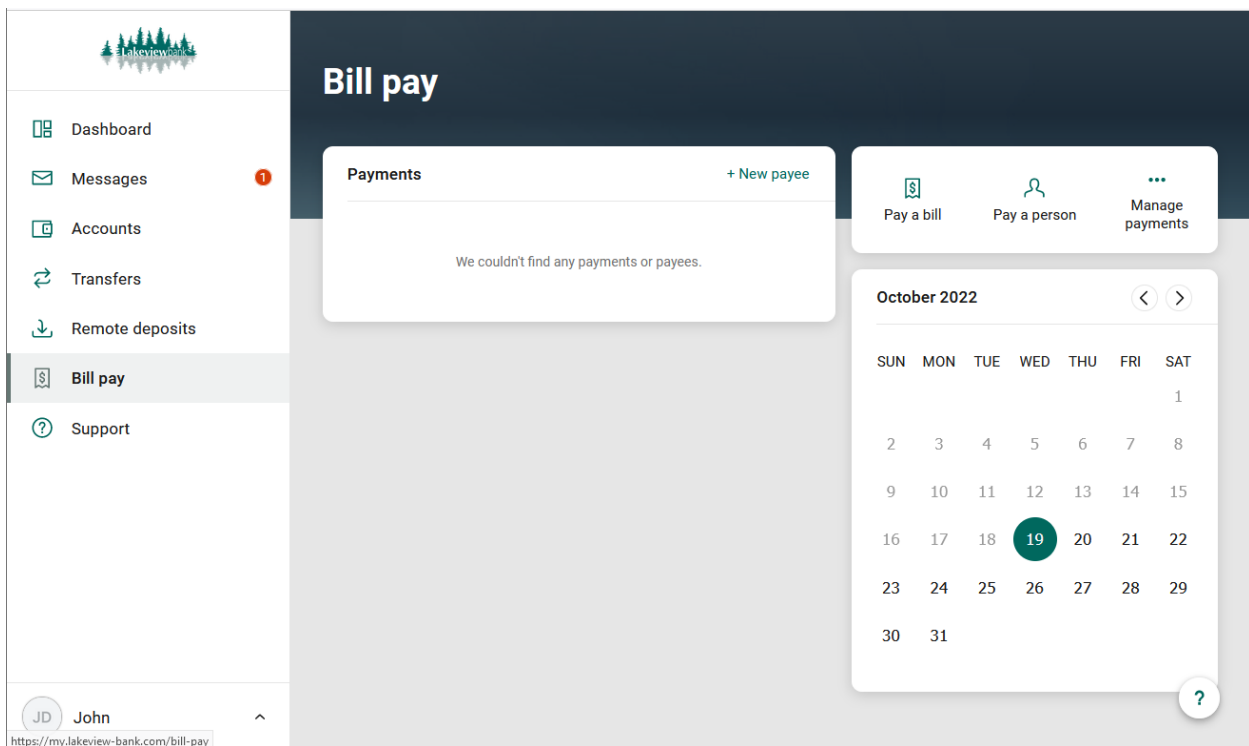 Lakeviewbank
Dashboard
Messages
1
Accounts
Transfers
Remote deposits
Bill pay
Support
JD
John
https://my.lakeview-bank.com/bill-pay
Bill pay
Payments
+ New payee
We couldn't find any payments or payees.
Pay a bill
Pay a person
Manage
payments
October 2022
SUN MON TUE WED THU FRI SAT
1
2 3 4 5 6 7 8
9 10 11 12 13 14 15
16 17 18 19 20 21 22
23 24 25 26 27 28 29
30 31
?